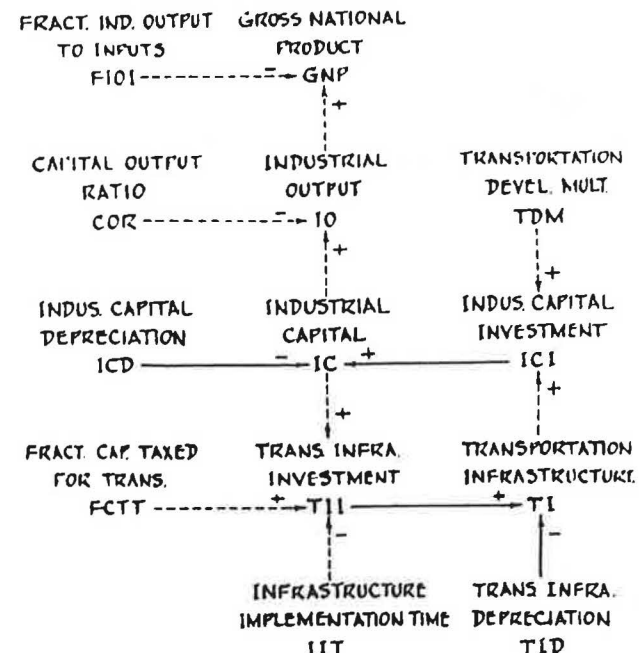 FRACT. IND. OUTPUT GROSS NATIONAL
TO INPUTS PRODUCT
FIOI - GNP
+
CAPITAL OUTPUT INDUSTRIAL TRANSPORTATION
RATIO OUTPUT DEVEL. MULT.
COR - IO TDM
+ +
INDUS. CAPITAL INDUSTRIAL INDUS. CAPITAL
DEPRECIATION CAPITAL INVESTMENT
ICD - IC + ICI
+ +
FRACT. CAP. TAXED TRANS. INFRA. TRANSPORTATION
FOR TRANS. INVESTMENT INFRASTRUCTURE.
FCTT + TII + TI
- -
INFRASTRUCTURE TRANS INFRA.
IMPLEMENTATION TIME DEPRECIATION
IIT TID